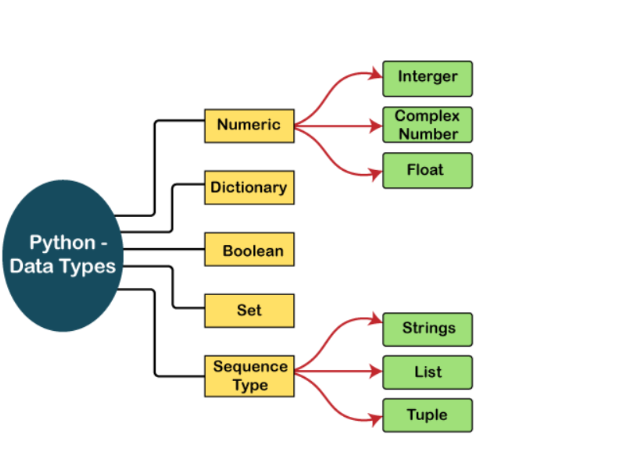 Python -
Data Types
Numeric
Dictionary
Boolean
Set
Sequence
Type
Interger
Complex
Number
Float
Strings
List
Tuple